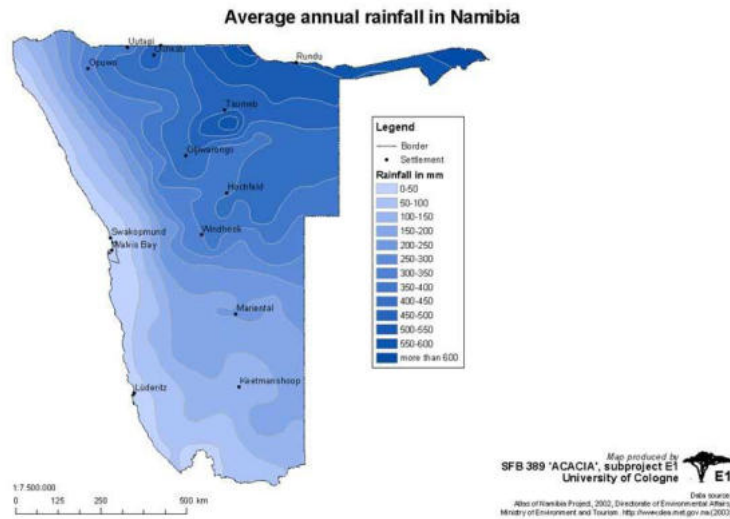 Average annual rainfall in Namibia
Uutapi
Oshikati
Opuwo
Rundu
Tsumeb
Otjiwarongo
Hochfeld
Windhoek
Swakopmund
Walvis Bay
Mariental
Keetmanshoop
Lüderitz
Legend
Border
Settlement
Rainfall in mm
0-50
50-100
100-150
150-200
200-250
250-300
300-350
350-400
400-450
450-500
500-550
550-600
more than 600
1:7.500.000
0 125 250 500 km
Map produced by
SFB 389 'ACACIA', subproject E1
University of Cologne
E1
Data source:
Atlas of Namibia Project, 2002, Directorate of Environmental Affairs,
Ministry of Environment and Tourism